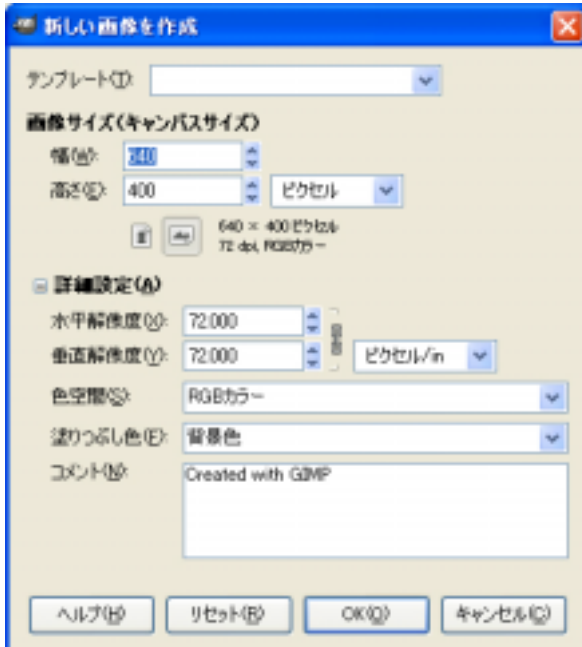 新しい画像を作成
テンプレート(T):
画像サイズ(キャンバスサイズ)
幅(W): 640
高さ(E): 400 ピクセル
640 × 400 ピクセル
72 dpi, RGBカラー
詳細設定(A)
水平解像度(X): 72.000
垂直解像度(Y): 72.000 ピクセル/in
色空間(S): RGBカラー
塗りつぶし色(F): 背景色
コメント(N): Created with GIMP
ヘルプ(H) リセット(R) OK(O) キャンセル(C)